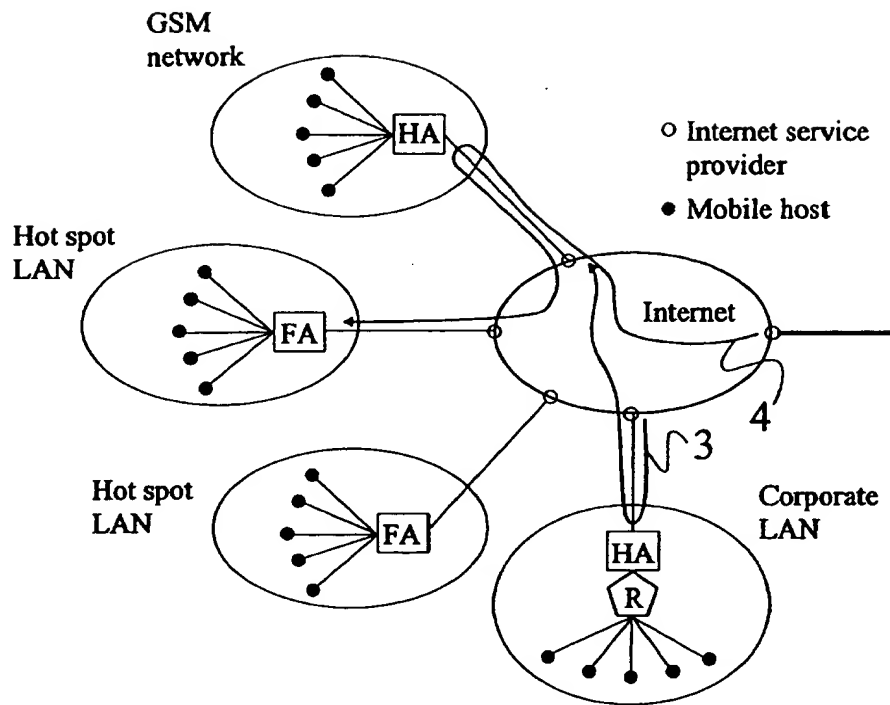 GSM
network
HA
Internet service
provider
Mobile host
Hot spot
LAN
FA
Internet
4
3
Hot spot
LAN
FA
Corporate
LAN
HA
R